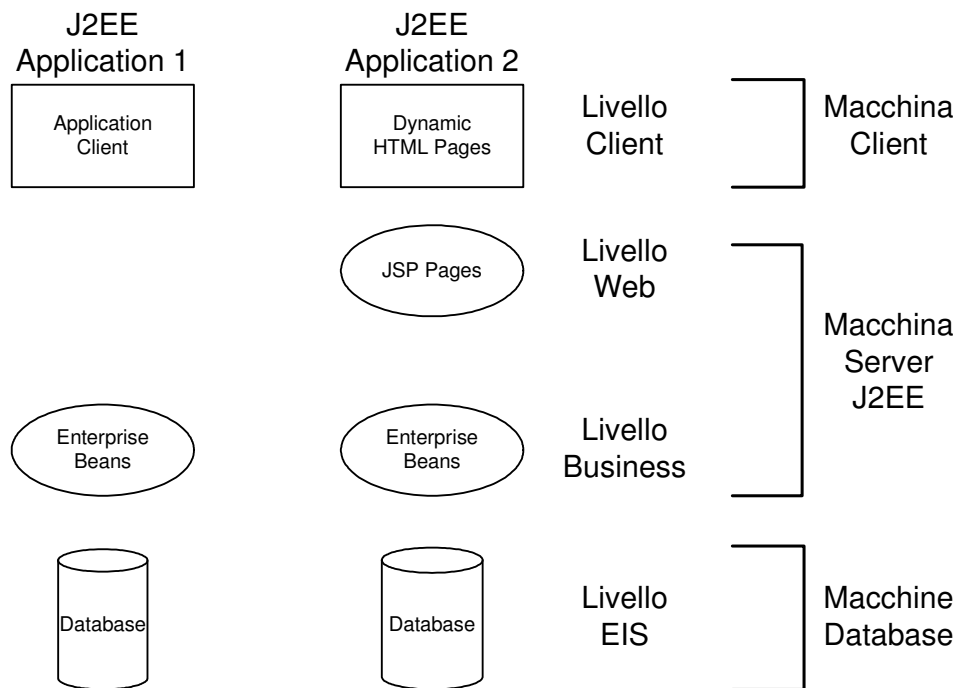 J2EE
Application 1
J2EE
Application 2
Application
Client
Dynamic
HTML Pages
Livello
Client
Macchina
Client
JSP Pages
Livello
Web
Macchina
Server
J2EE
Enterprise
Beans
Enterprise
Beans
Livello
Business
Database
Database
Livello
EIS
Macchine
Database